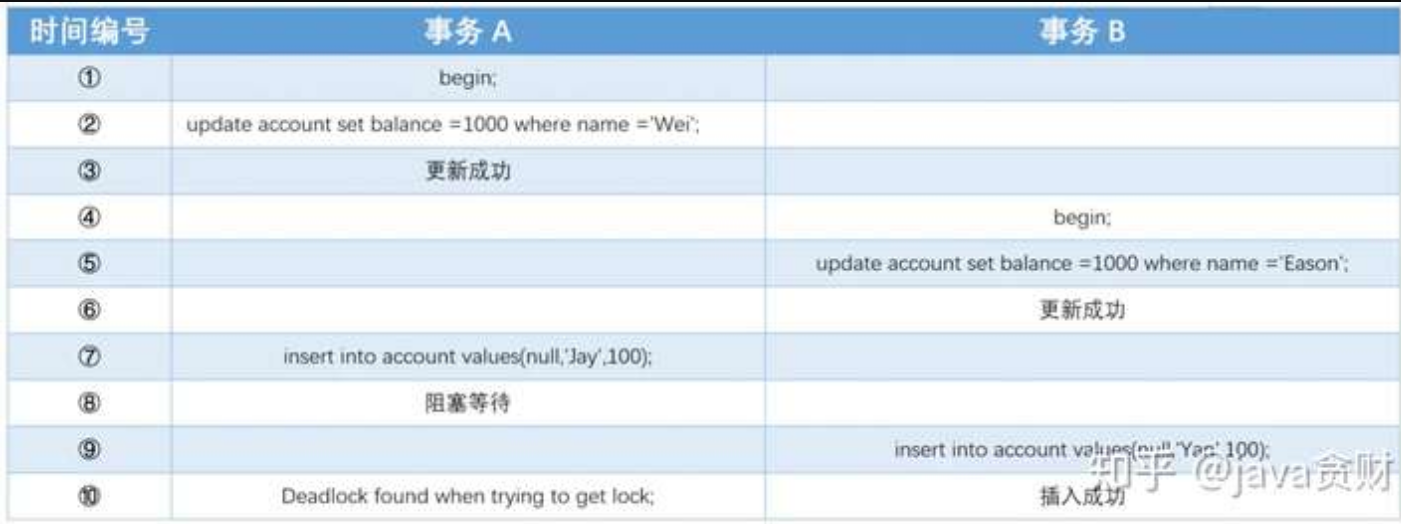 时间编号 事务 A 事务 B
① begin;
② update account set balance =1000 where name ='Wei';
③ 更新成功
④ begin;
⑤ update account set balance =1000 where name ='Eason';
⑥ 更新成功
⑦ insert into account values(null,'Jay',100);
⑧ 阻塞等待
⑨ insert into account values(null,'Yan',100);
⑩ Deadlock found when trying to get lock; 插入成功
知乎 @java贪财